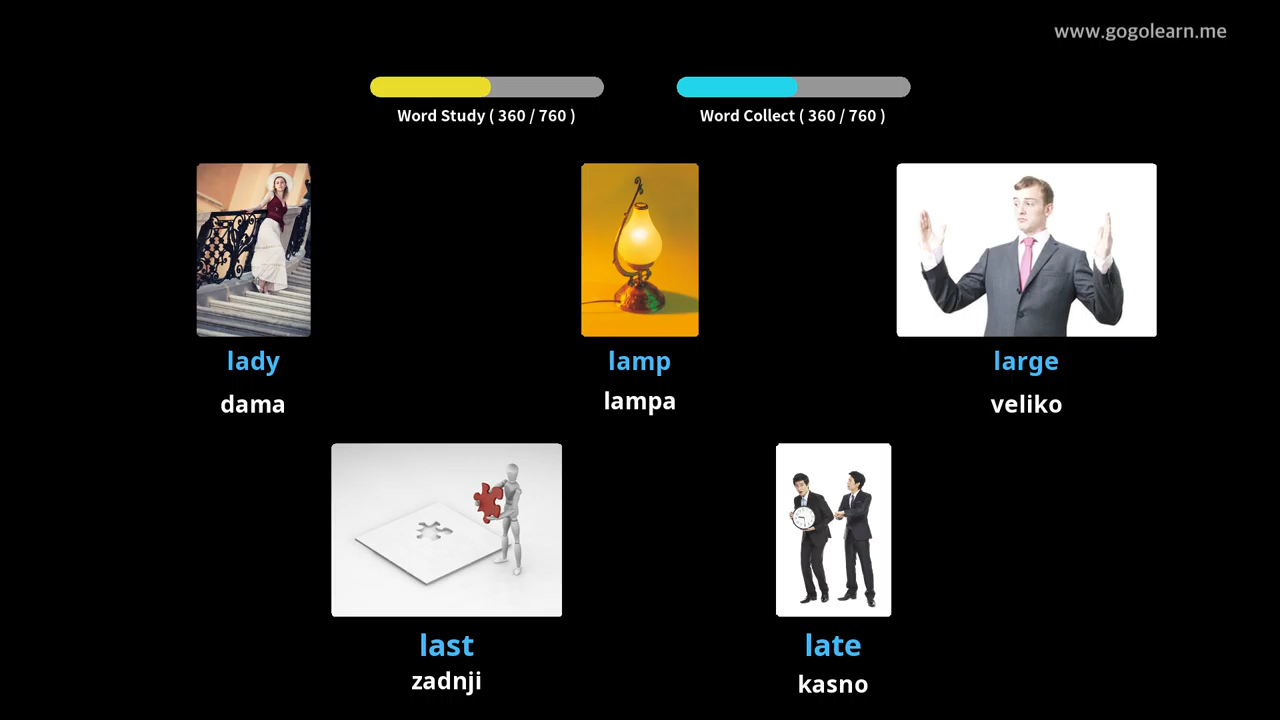 www.gogolearn.me
Word Study ( 360 / 760 )
Word Collect ( 360 / 760 )
lady
dama
lamp
lampa
large
veliko
last
zadnji
late
kasno